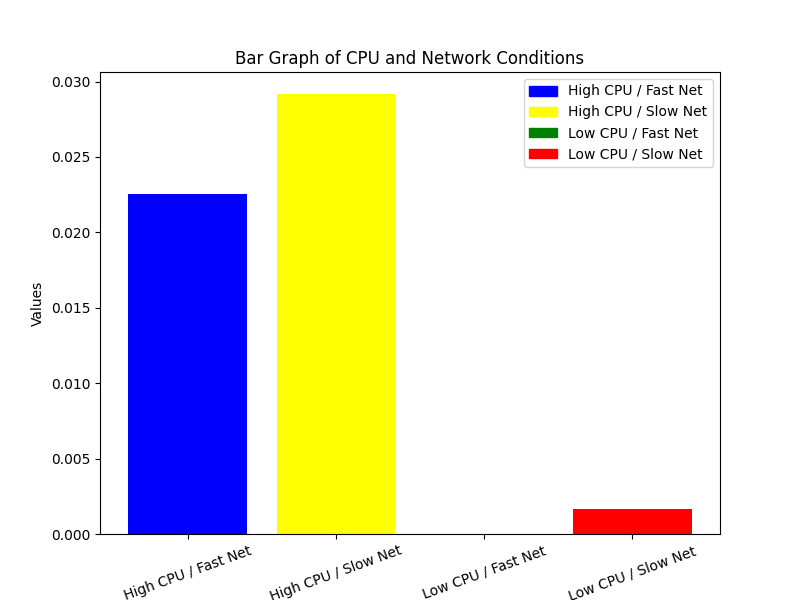 Bar Graph of CPU and Network Conditions
High CPU / Fast Net
High CPU / Slow Net
Low CPU / Fast Net
Low CPU / Slow Net
Values
0.030
0.025
0.020
0.015
0.010
0.005
0.000
High CPU / Fast Net
High CPU / Slow Net
Low CPU / Fast Net
Low CPU / Slow Net